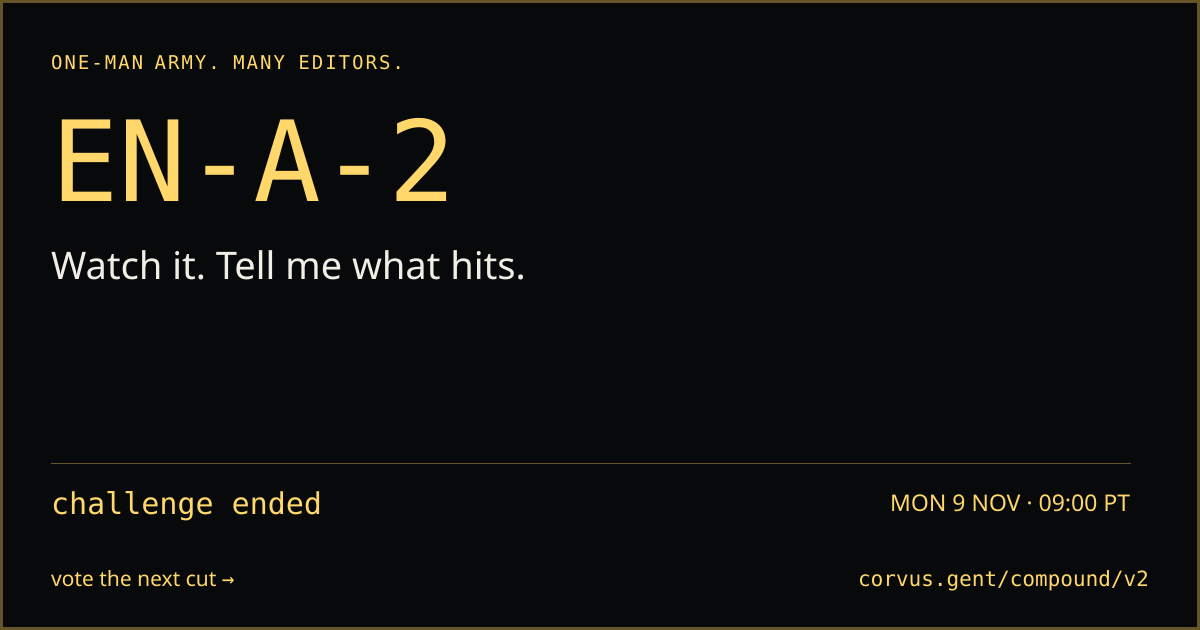 ONE-MAN ARMY. MANY EDITORS.
EN-A-2
Watch it. Tell me what hits.
challenge ended
MON 9 NOV · 09:00 PT
vote the next cut →
corvus.gent/compound/v2